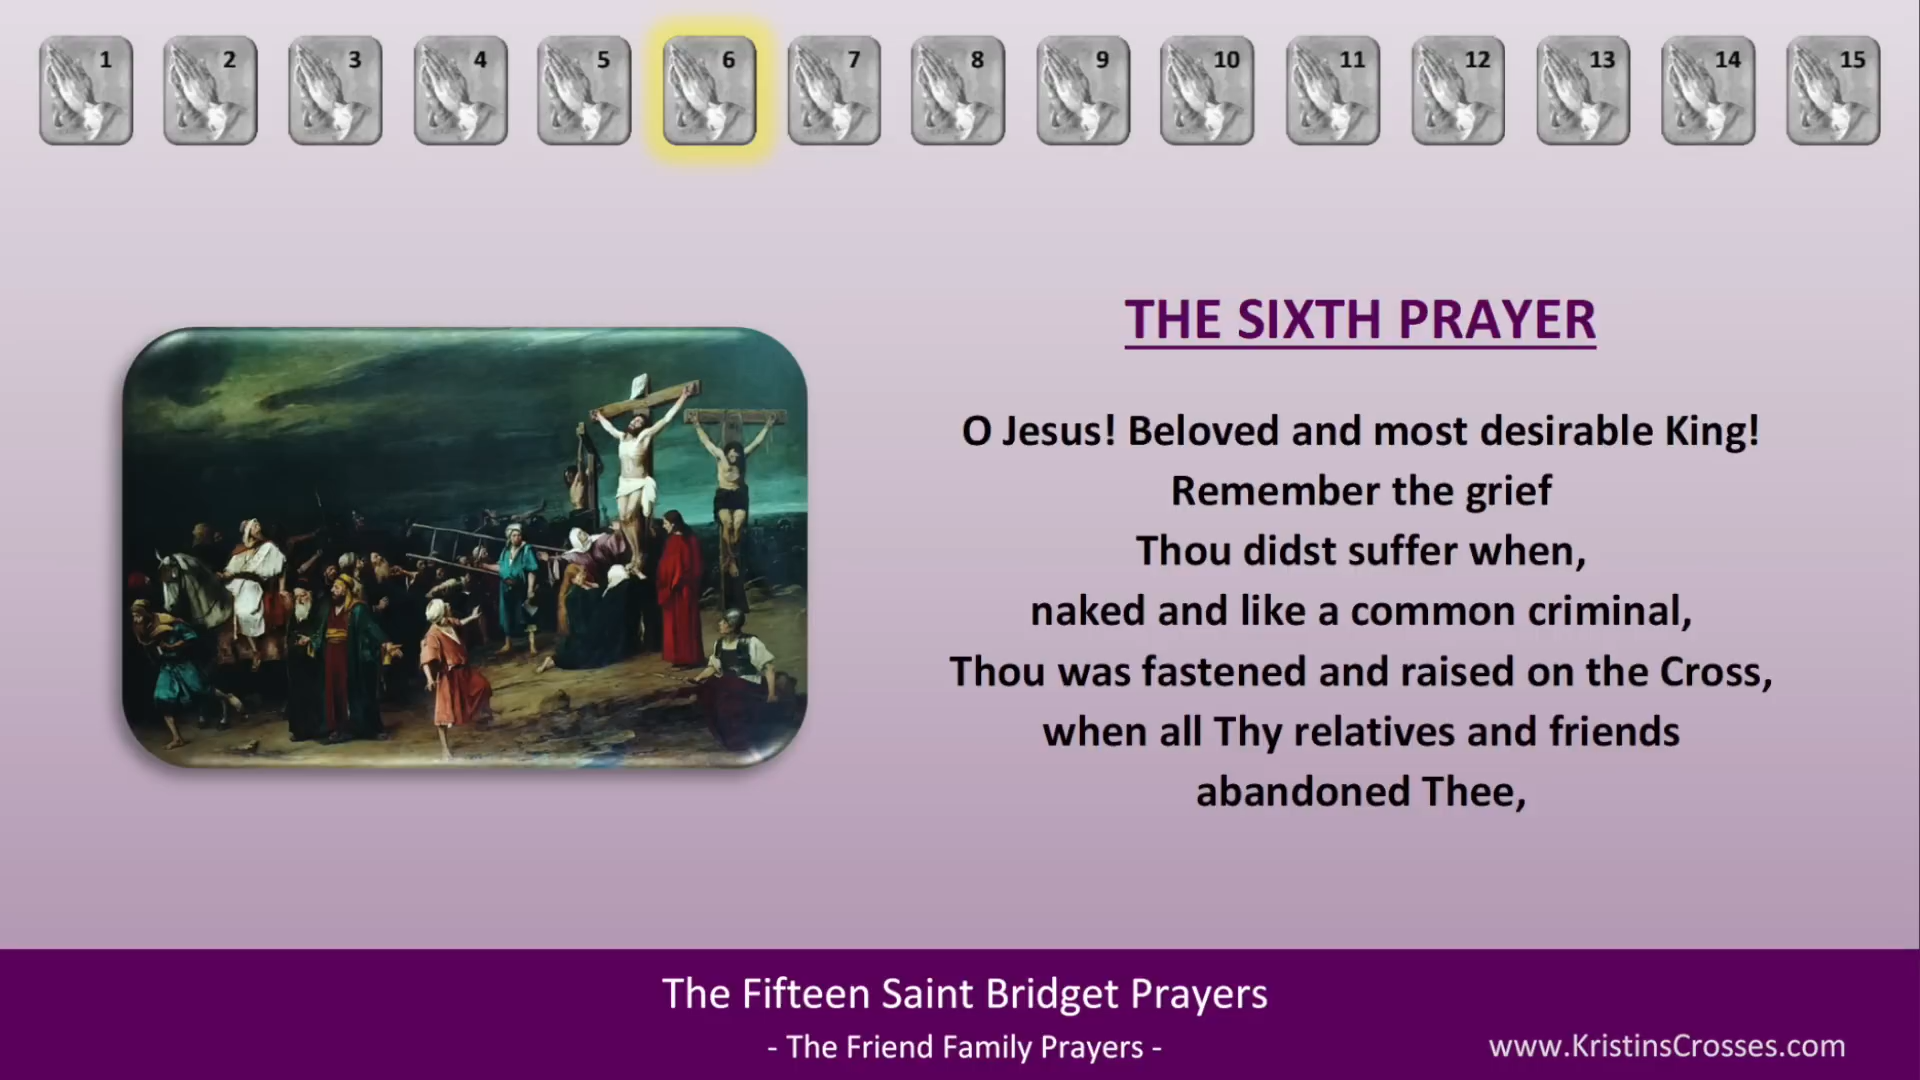 1 2 3 4 5 6 7 8 9 10 11 12 13 14 15
THE SIXTH PRAYER
O Jesus! Beloved and most desirable King!
Remember the grief
Thou didst suffer when,
naked and like a common criminal,
Thou was fastened and raised on the Cross,
when all Thy relatives and friends
abandoned Thee,
The Fifteen Saint Bridget Prayers
- The Friend Family Prayers -
www.KristinsCrosses.com